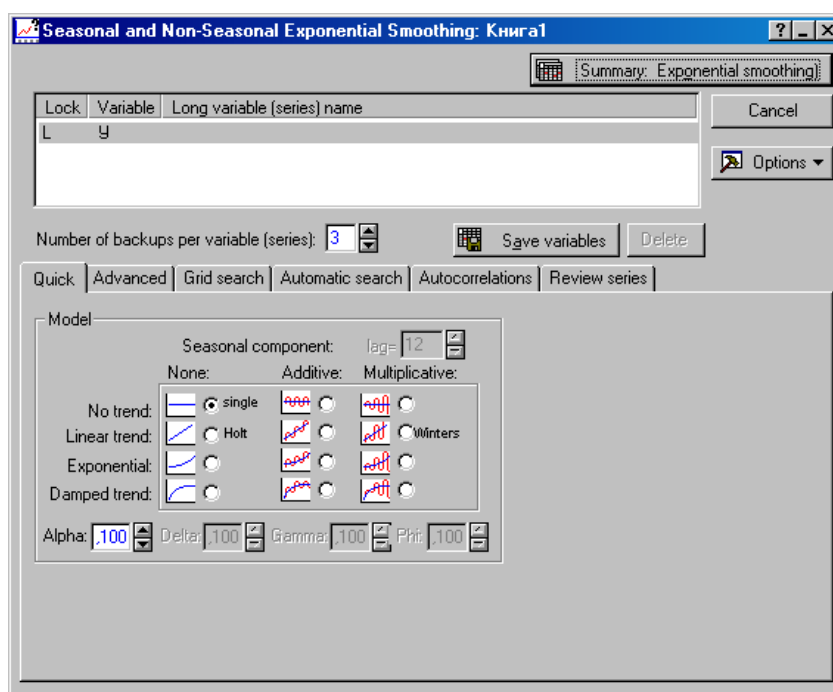 Seasonal and Non-Seasonal Exponential Smoothing: Книга1
Summary: Exponential smoothing)
Lock Variable Long variable (series) name
L У
Cancel
Options
Number of backups per variable (series): 3 Save variables Delete
Quick Advanced Grid search Automatic search Autocorrelations Review series
Model
Seasonal component: lag= 12
None: Additive: Multiplicative:
No trend: single
Linear trend: Holt Winters
Exponential:
Damped trend:
Alpha: ,100 Delta: ,100 Gamma: ,100 Phi: ,100